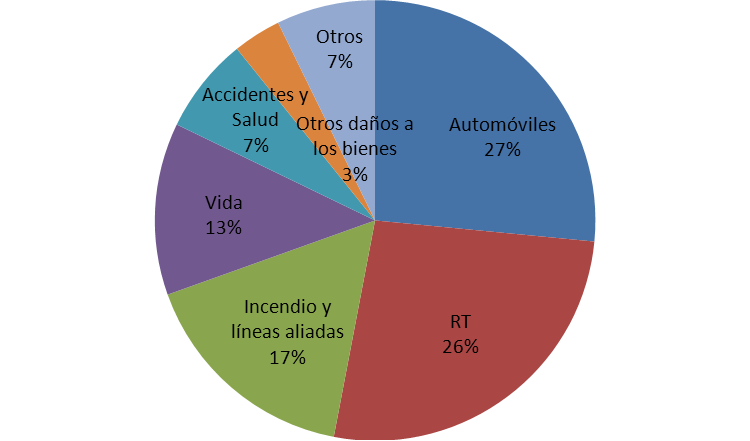 Otros
7%
Accidentes y
Salud
7%
Otros daños a
los bienes
3%
Automóviles
27%
Vida
13%
Incendio y
líneas aliadas
17%
RT
26%